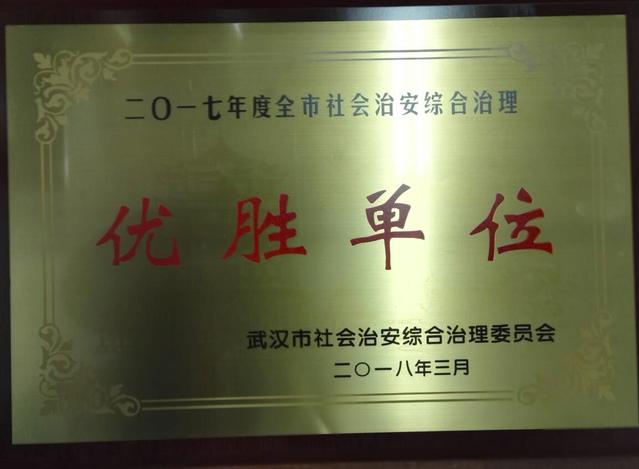 二〇一七年度全市社会治安综合治理
优胜单位
武汉市社会治安综合治理委员会
二〇一八年三月